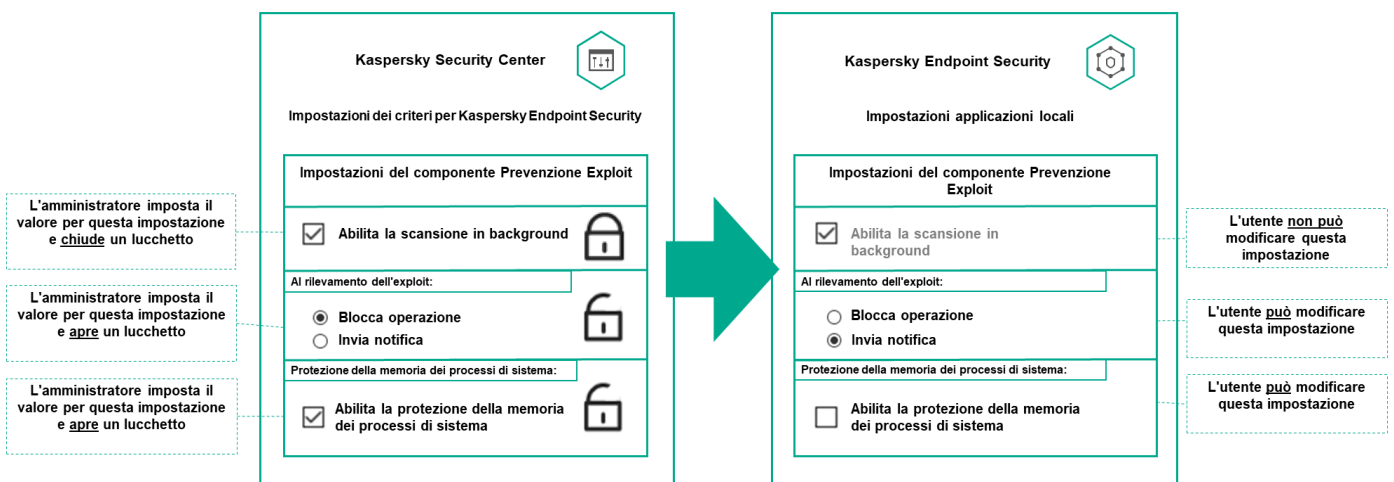 Kaspersky Security Center
Impostazioni dei criteri per Kaspersky Endpoint Security
Impostazioni del componente Prevenzione Exploit
L'amministratore imposta il
valore per questa impostazione
e chiude un lucchetto
Abilita la scansione in background
Al rilevamento dell'exploit:
L'amministratore imposta il
valore per questa impostazione
e apre un lucchetto
Blocca operazione
Invia notifica
Protezione della memoria dei processi di sistema:
L'amministratore imposta il
valore per questa impostazione
e apre un lucchetto
Abilita la protezione della memoria
dei processi di sistema
Kaspersky Endpoint Security
Impostazioni applicazioni locali
Impostazioni del componente Prevenzione
Exploit
Abilita la scansione in
background
L'utente non può
modificare questa
impostazione
Al rilevamento dell'exploit:
Blocca operazione
Invia notifica
L'utente può modificare
questa impostazione
Protezione della memoria dei processi di sistema:
Abilita la protezione della memoria
dei processi di sistema
L'utente può modificare
questa impostazione